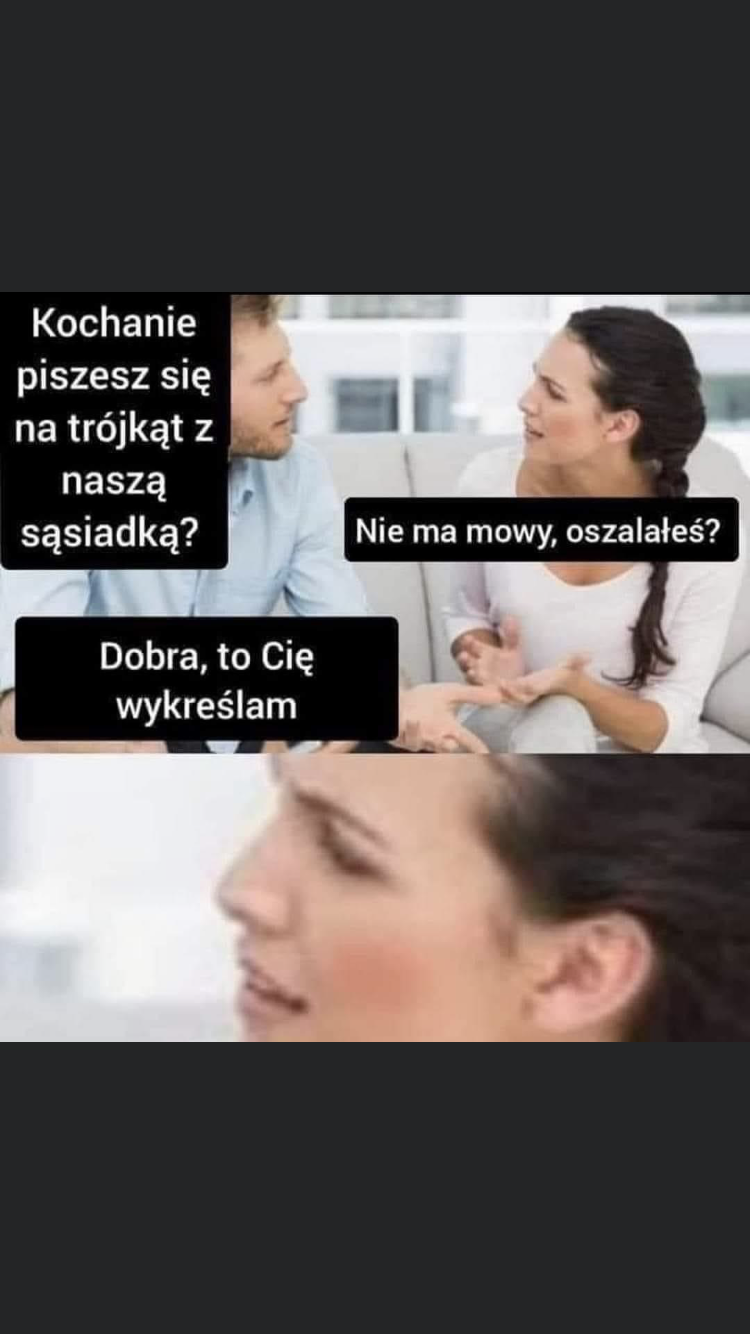 Kochanie
piszesz się
na trójkąt z
naszą
sąsiadką?
Nie ma mowy, oszalałeś?
Dobra, to Cię
wykreślam